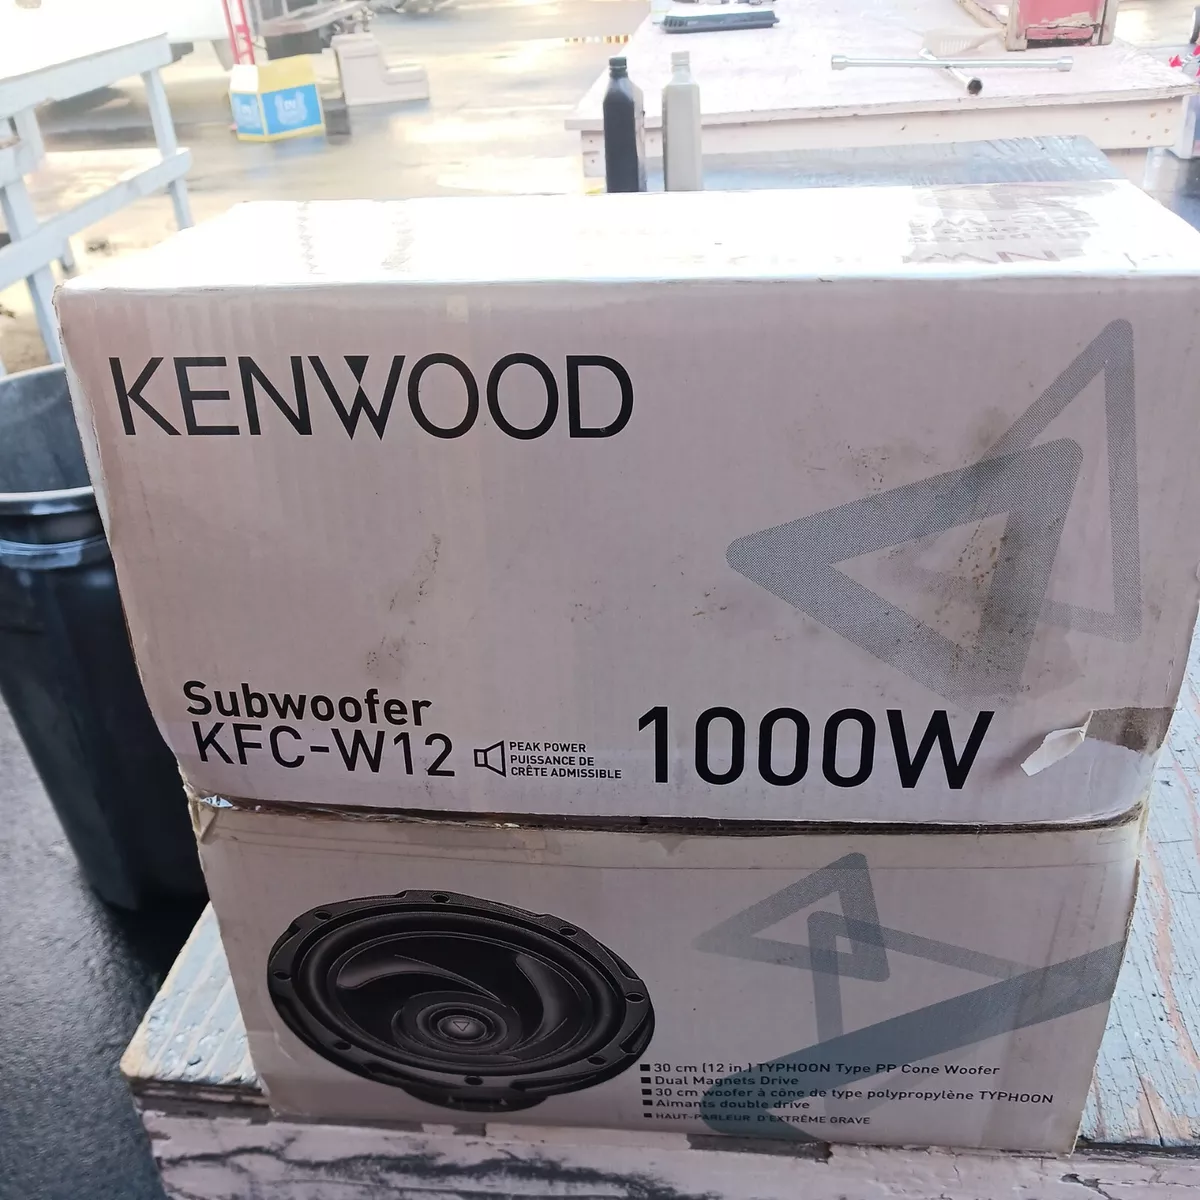 KENWOOD
Subwoofer
KFC-W12
PEAK POWER
PUISSANCE DE
CRÊTE ADMISSIBLE
1000W
■ 30 cm (12 in.) TYPHOON Type PP Cone Woofer
■ Dual Magnets Drive
■ 30 cm woofer à cône de type polypropylène TYPHOON
■ Aimants double drive
■ HAUT-PARLEUR D'EXTRÊME GRAVE